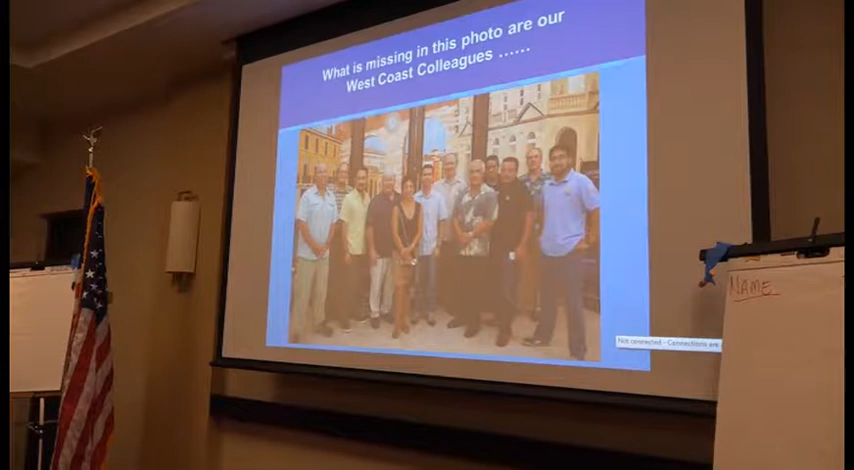 What is missing in this photo are our
West Coast Colleagues ......
Not connected - Connections are
NAME